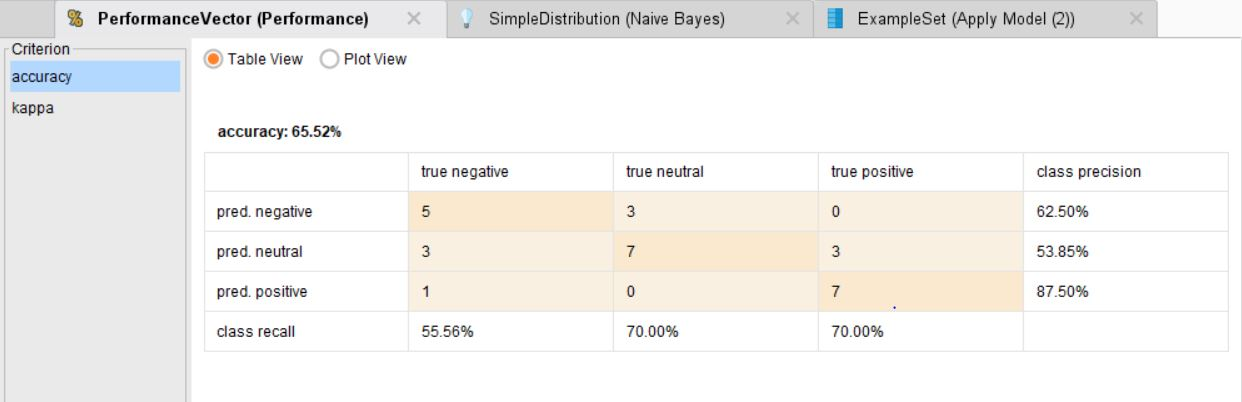 PerformanceVector (Performance) SimpleDistribution (Naive Bayes) ExampleSet (Apply Model (2))
Criterion
accuracy
kappa
Table View Plot View
accuracy: 65.52%
true negative true neutral true positive class precision
pred. negative 5 3 0 62.50%
pred. neutral 3 7 3 53.85%
pred. positive 1 0 7 87.50%
class recall 55.56% 70.00% 70.00%